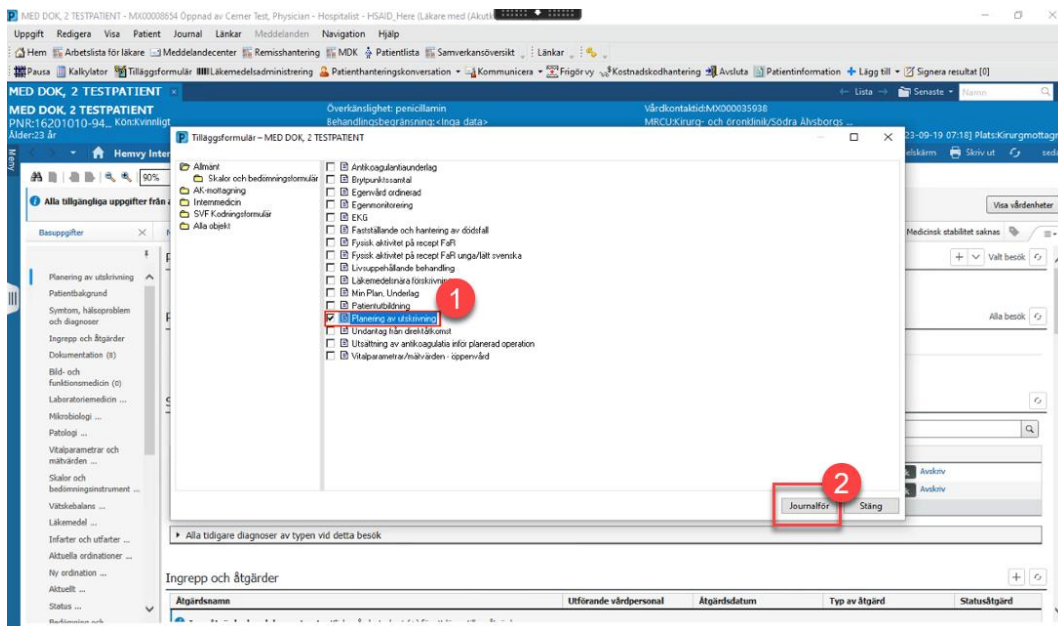 MED DOK, 2 TESTPATIENT - MX00008654 Öppnad av Cerner Test, Physician - Hospitalist - HSAID_Here (Läkare med (Akut
Uppgift Redigera Visa Patient Journal Länkar Meddelanden Navigation Hjälp
Hem Arbetslista för läkare Meddelandecenter Remisshantering MDK Patientlista Samverkansöversikt Länkar
Pausa Kalkylator Tilläggsformulär Läkemedelsadministrering Patienthanteringskonversation Kommunicera Frigör vy Kostnadskodhantering Avsluta Patientinformation Lägg till Signera resultat [0]
MED DOK, 2 TESTPATIENT Lista Senaste Namn
MED DOK, 2 TESTPATIENT Överkänslighet: penicillamin Vårdkontaktid:MX000035938
PNR:16201010-94... Kön:Kvinnligt Behandlingsbegränsning:<Inga data> MRCU:Kirurg- och öronklinik/Södra Älvsborgs ...
Ålder:23 år 23-09-19 07:18] Plats:Kirurgmottagr
Meny Hemvy Inter elskärm Skriv ut seda
Tilläggsformulär – MED DOK, 2 TESTPATIENT
90%
Alla tillgängliga uppgifter från Visa vårdenheter
Basuppgifter Medicinsk stabilitet saknas
Allmänt
Skalor och bedömningsformulär
AK-mottagning
Internmedicin
SVF Kodningsformulär
Alla objekt
Antikoagulantiaunderlag
Brytpunktssamtal
Egenvård ordinerad
Egenmonitorering
EKG
Fastställande och hantering av dödsfall
Fysisk aktivitet på recept FaR
Fysisk aktivitet på recept FaR unga/lätt svenska
Livsuppehållande behandling
Läkemedelsnära förskrivning
Min Plan, Underlag
Patientutbildning
Planering av utskrivning
Undantag från direktåtkomst
Utsättning av antikoagulatia inför planerad operation
Vitalparametrar/mätvärden - öppenvård
1
2
Journalför Stäng
Valt besök
Alla besök
Avskriv
Avskriv
Planering av utskrivning
Patientbakgrund
Symtom, hälsoproblem
och diagnoser
Ingrepp och åtgärder
Dokumentation (8)
Bild- och
funktionsmedicin (0)
Laboratoriemedicin ...
Mikrobiologi ...
Patologi ...
Vitalparametrar och
mätvärden ...
Skalor och
bedömningsinstrument ...
Vätskebalans ...
Läkemedel ...
Infarter och utfarter ...
Aktuella ordinationer ...
Ny ordination ...
Aktuellt ...
Status ...
Alla tidigare diagnoser av typen vid detta besök
Ingrepp och åtgärder
Åtgärdsnamn Utförande vårdpersonal Åtgärdsdatum Typ av åtgärd Statusåtgärd